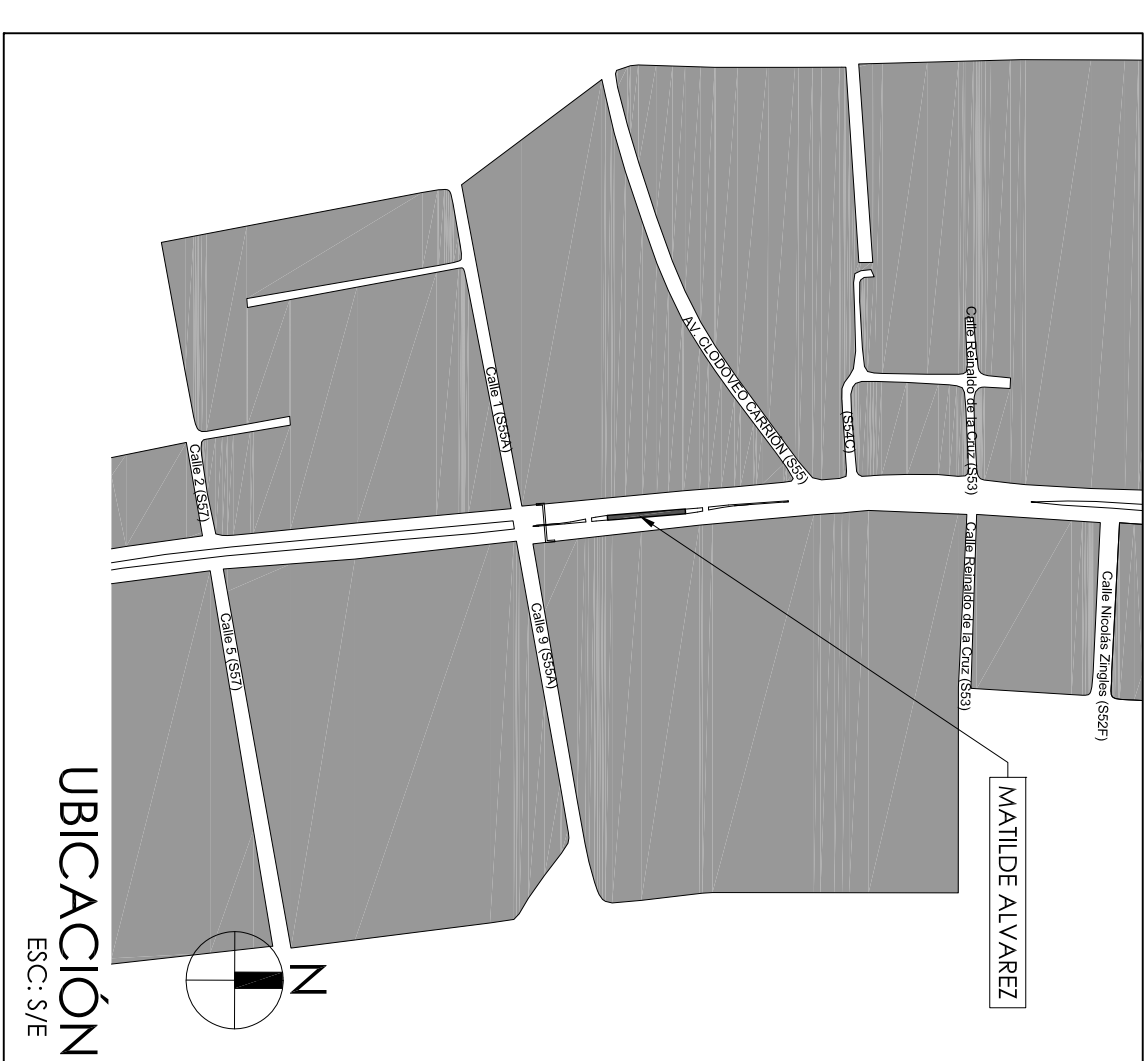 Calle Reinaldo de la Cruz (S53)
AV. CLODOVEO CARRION (S55)
(S54C)
Calle 1 (S55A)
Calle 2 (S57)
Calle Reinaldo de la Cruz (S53)
Calle Nicolás Zingles (S52F)
Calle 9 (S55A)
Calle 5 (S57)
MATILDE ALVAREZ
N
UBICACIÓN
ESC: S/E